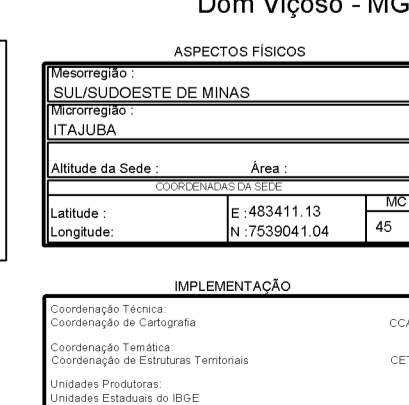 Dom Viçoso - MG
ASPECTOS FÍSICOS
Mesorregião :
SUL/SUDOESTE DE MINAS
Microrregião :
ITAJUBA
Altitude da Sede : Área :
COORDENADAS DA SEDE
Latitude : E :483411.13 MC
Longitude: N :7539041.04 45
IMPLEMENTAÇÃO
Coordenação Técnica:
Coordenação de Cartografia CCA
Coordenação Temática:
Coordenação de Estruturas Territoriais CET
Unidades Produtoras:
Unidades Estaduais do IBGE